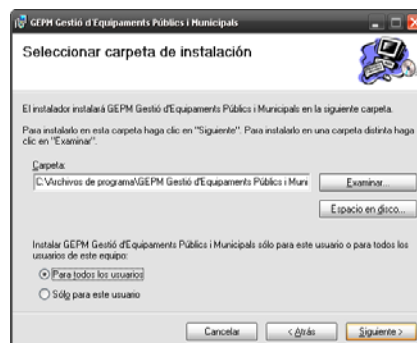 GEPM Gestió d'Equipaments Públics i Municipals
Seleccionar carpeta de instalación
El instalador instalará GEPM Gestió d'Equipaments Públics i Municipals en la siguiente carpeta.
Para instalarlo en esta carpeta haga clic en "Siguiente". Para instalarlo en una carpeta distinta haga
clic en "Examinar".
Carpeta:
C:\Archivos de programa\GEPM Gestió d'Equipaments Públics i Muni
Examinar...
Espacio en disco...
Instalar GEPM Gestió d'Equipaments Públics i Municipals sólo para este usuario o para todos los
usuarios de este equipo:
Para todos los usuarios
Sólo para este usuario
Cancelar
< Atrás
Siguiente >